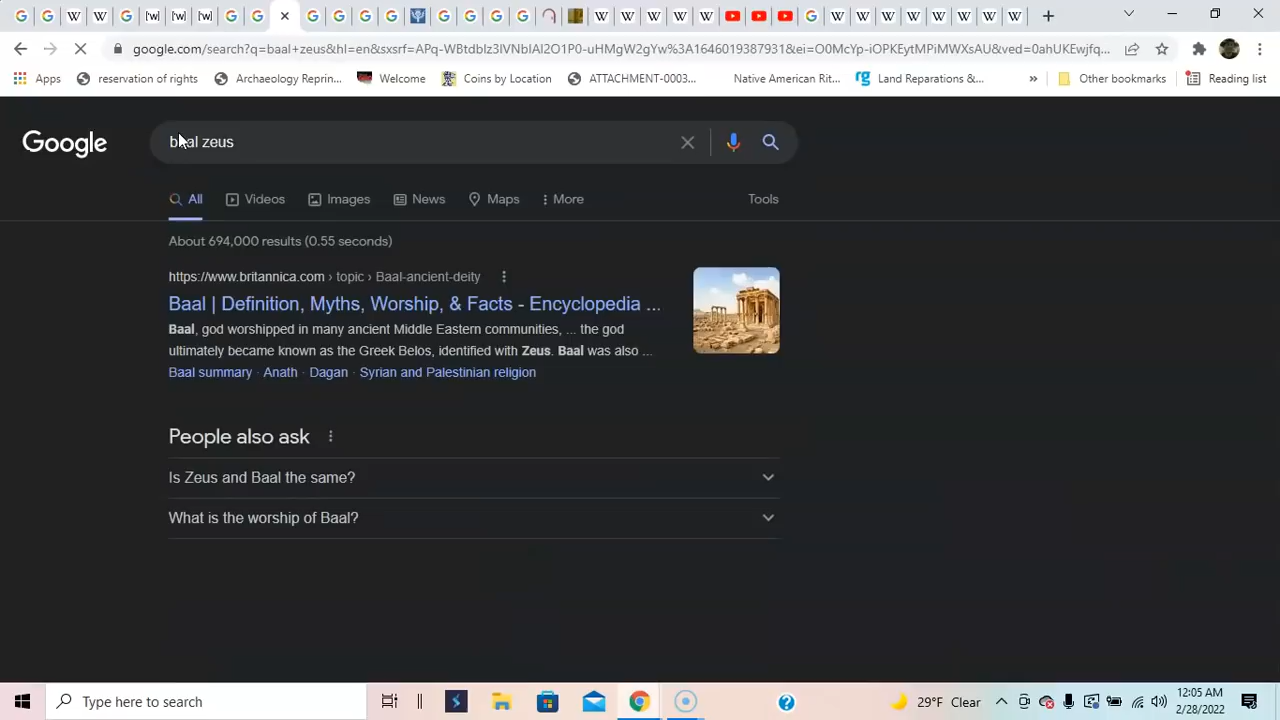 google.com/search?q=baal+zeus&hl=en&sxsrf=APq-WBtdbIz3IVNbIAl2O1P0-uHMgW2gYw%3A1646019387931&ei=O0McYp-iOPKEytMPiMWXsAU&ved=0ahUKEwjfq...
Apps reservation of rights Archaeology Reprin... Welcome Coins by Location ATTACHMENT-0003... Native American Rit... Land Reparations &... » Other bookmarks Reading list
Google
baal zeus
All Videos Images News Maps More Tools
About 694,000 results (0.55 seconds)
https://www.britannica.com › topic › Baal-ancient-deity
Baal | Definition, Myths, Worship, & Facts - Encyclopedia ...
Baal, god worshipped in many ancient Middle Eastern communities, ... the god
ultimately became known as the Greek Belos, identified with Zeus. Baal was also ...
Baal summary · Anath · Dagan · Syrian and Palestinian religion
People also ask
Is Zeus and Baal the same?
What is the worship of Baal?
Type here to search
29°F Clear
12:05 AM
2/28/2022